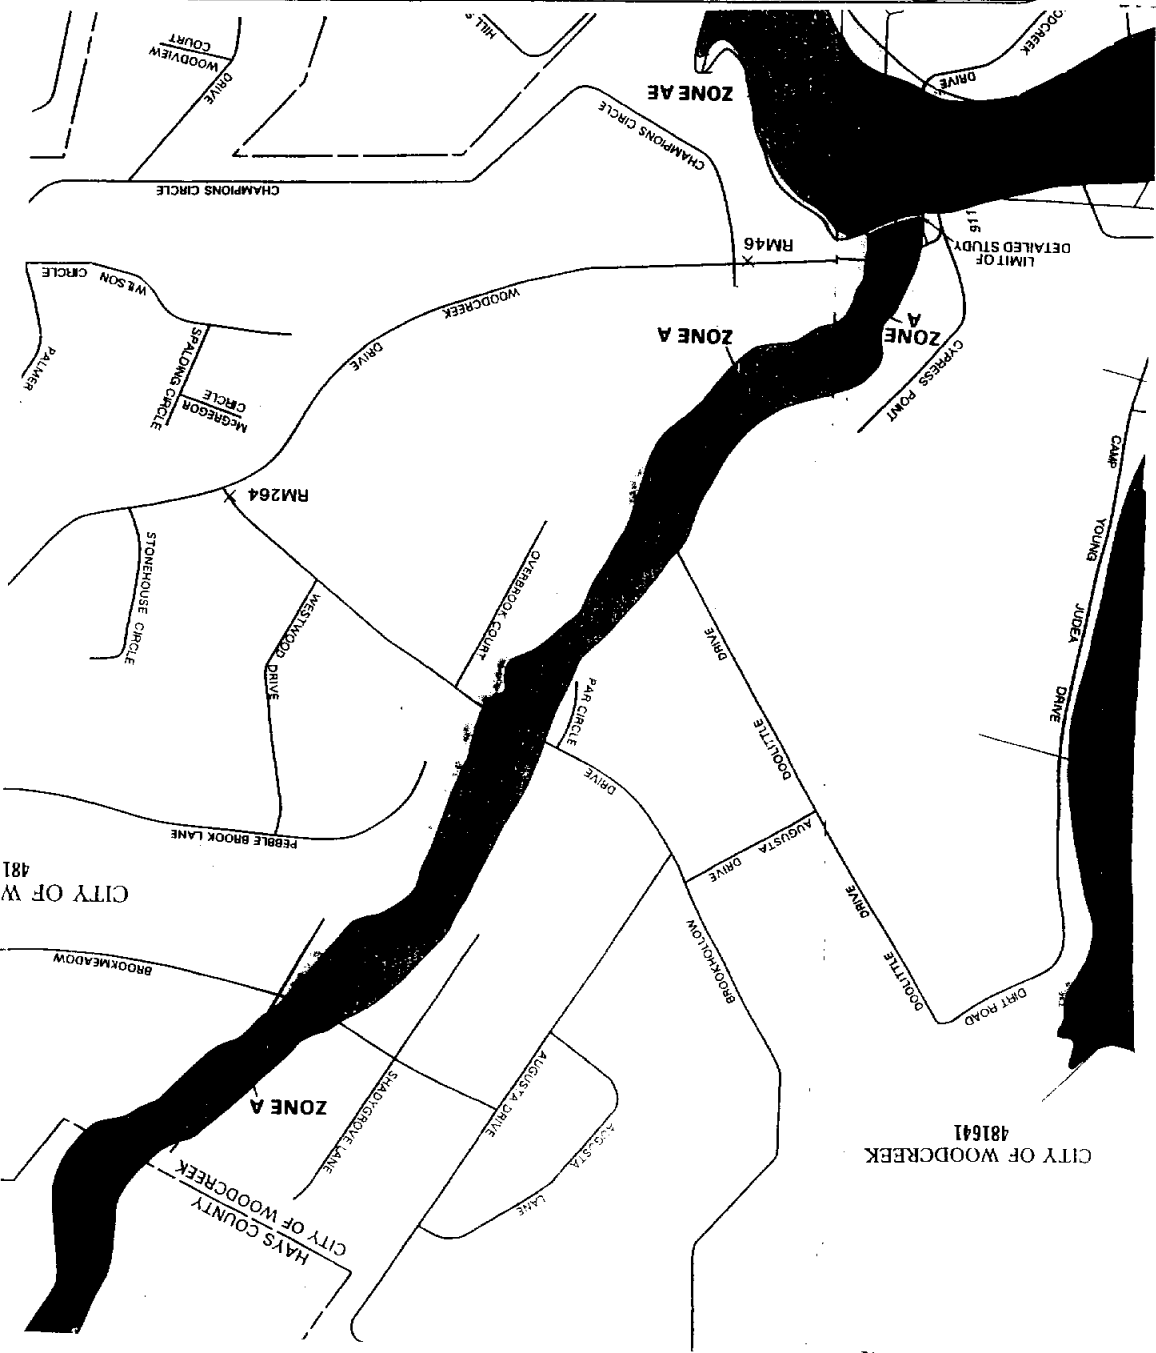 CITY OF WOODCREEK
481641
HAYS COUNTY
CITY OF WOODCREEK
LANE
AUGUSTA
AUGUSTA DRIVE
SHADYGROVE LANE
ZONE A
DIRT ROAD
DOOLITTLE
DRIVE
BROOKHOLLOW
BROOKMEADOW
CITY OF W
481
AUGUSTA DRIVE
PEBBLE BROOK LANE
DRIVE
DOOLITTLE
DRIVE
PAR CIRCLE
DRIVE
CAMP YOUNG JUDEA DRIVE
OVERBROOK COURT
WESTWOOD DRIVE
STONEHOUSE CIRCLE
RM264
CYPRESS POINT
McGREGOR CIRCLE
SPALDING CIRCLE
PALMER
DRIVE
WOODCREEK
ZONE A
ZONE A
WILSON CIRCLE
LIMIT OF
DETAILED STUDY
RM46
911
CHAMPIONS CIRCLE
CHAMPIONS CIRCLE
ZONE AE
DRIVE
ODCREEK
DRIVE
WOODVIEW COURT
HILL S